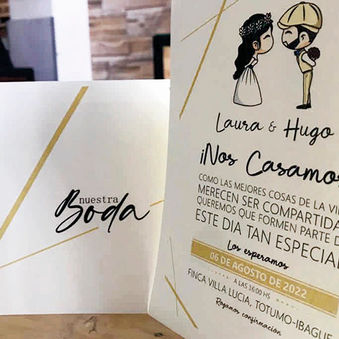 nuestra
Boda
Laura & Hugo
¡Nos Casamos
COMO LAS MEJORES COSAS DE LA VI
MERECEN SER COMPARTIDA
QUEREMOS QUE FORMEN PARTE D
ESTE DIA TAN ESPECIAL
Los esperamos
06 DE AGOSTO DE 2022
A LAS 16:00 HS
FINCA VILLA LUCIA, TOTUMO-IBAGUE
Rogamos confirmación